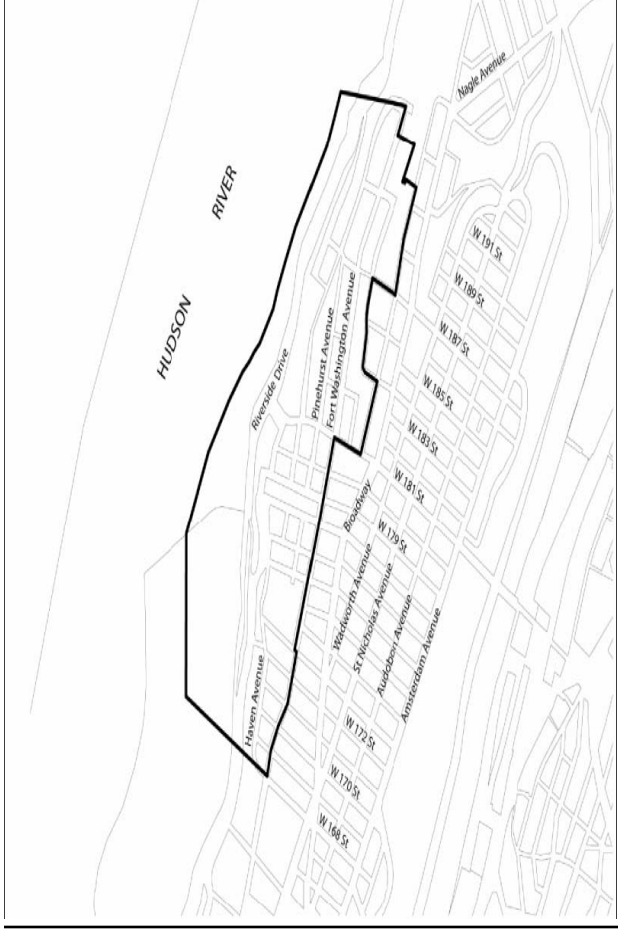 Nagle Avenue
RIVER
HUDSON
W 191 St
W 189 St
W 187 St
Pinehurst Avenue
Fort Washington Avenue
Riverside Drive
W 185 St
W 183 St
W 181 St
Broadway
W 179 St
Wadworth Avenue
St Nicholas Avenue
Audobon Avenue
Amsterdam Avenue
Haven Avenue
W 172 St
W 170 St
W 168 St